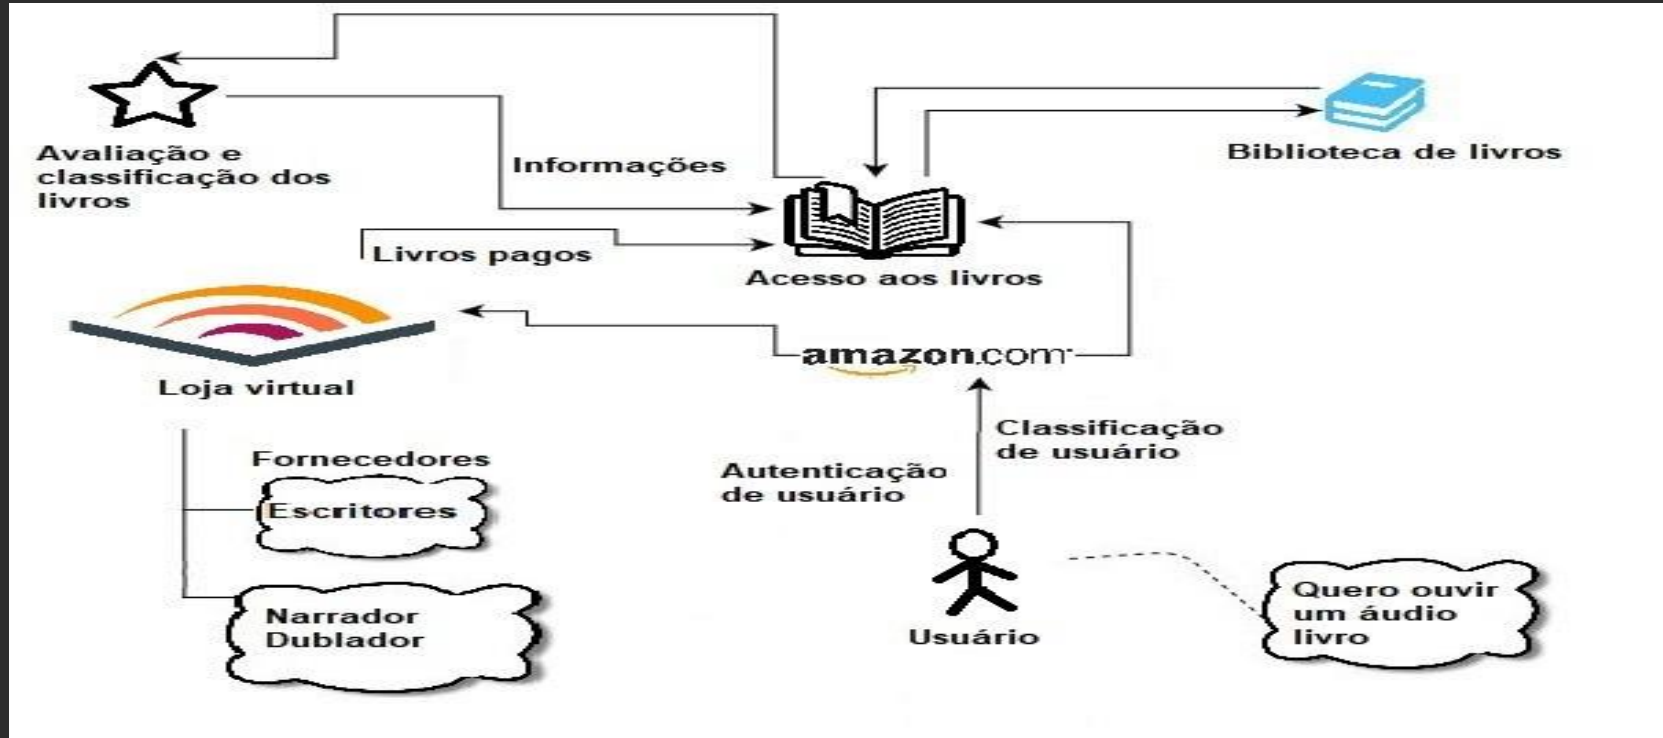 Avaliação e
classificação dos
livros
Informações
Biblioteca de livros
Livros pagos
Acesso aos livros
amazon.com
Loja virtual
Classificação
de usuário
Autenticação
de usuário
Fornecedores
Escritores
Narrador
Dublador
Usuário
Quero ouvir
um áudio
livro